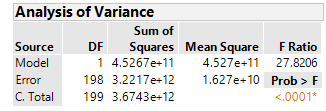 Analysis of Variance
Sum of
Source DF Squares Mean Square F Ratio
Model 1 4.5267e+11 4.527e+11 27.8206
Error 198 3.2217e+12 1.627e+10 Prob > F
C. Total 199 3.6743e+12 <.0001*